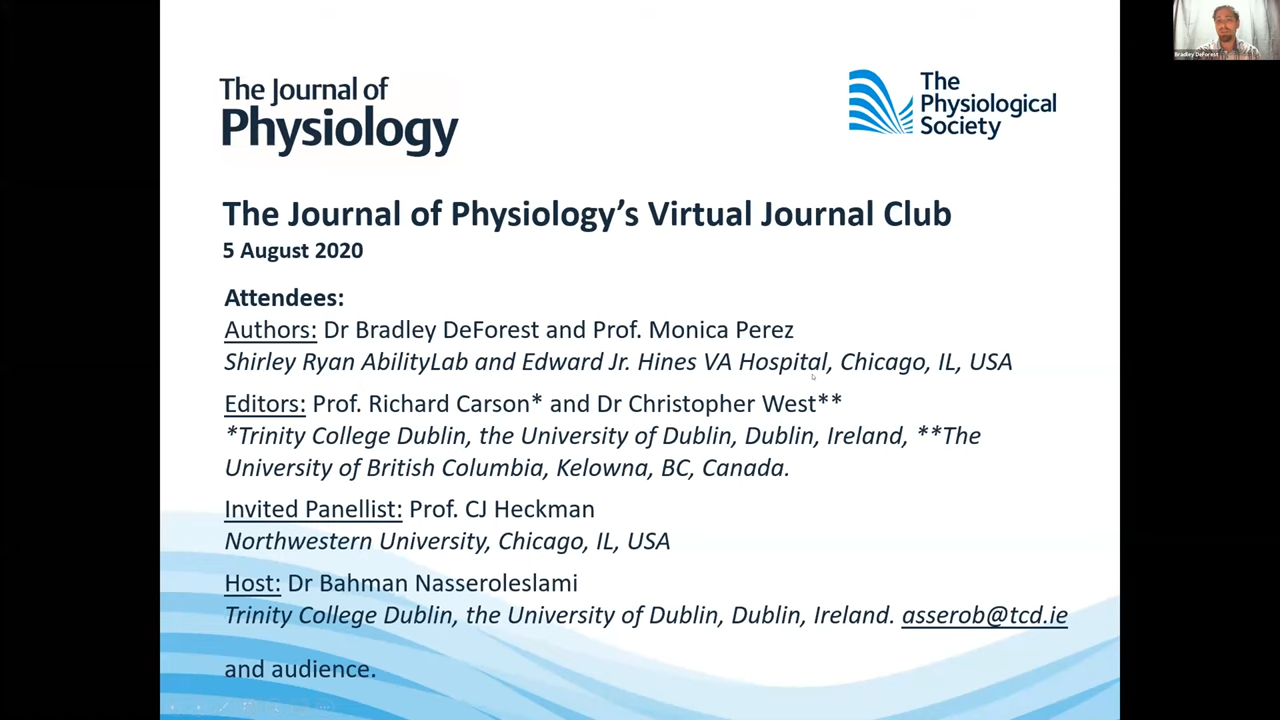 Bradley DeForest
The Journal of
Physiology
The
Physiological
Society
The Journal of Physiology's Virtual Journal Club
5 August 2020
Attendees:
Authors: Dr Bradley DeForest and Prof. Monica Perez
Shirley Ryan AbilityLab and Edward Jr. Hines VA Hospital, Chicago, IL, USA
Editors: Prof. Richard Carson* and Dr Christopher West**
*Trinity College Dublin, the University of Dublin, Dublin, Ireland, **The
University of British Columbia, Kelowna, BC, Canada.
Invited Panellist: Prof. CJ Heckman
Northwestern University, Chicago, IL, USA
Host: Dr Bahman Nasseroleslami
Trinity College Dublin, the University of Dublin, Dublin, Ireland. asserob@tcd.ie
and audience.